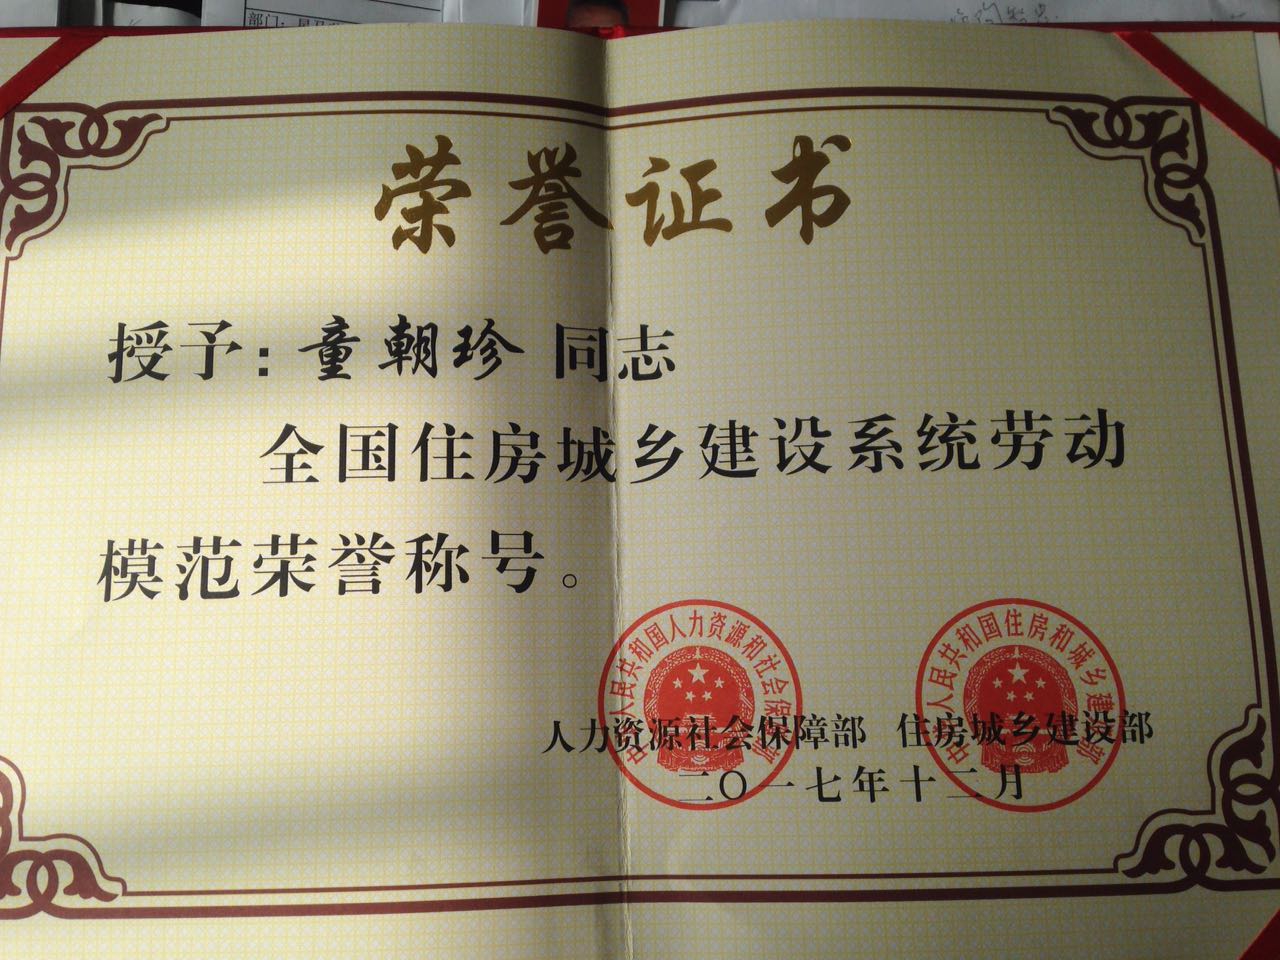 部门：
荣誉证书
授予：童朝珍 同志
全国住房城乡建设系统劳动
模范荣誉称号。
中华人民共和国人力资源和社会保障部
中华人民共和国住房和城乡建设部
人力资源社会保障部 住房城乡建设部
二〇一七年十二月